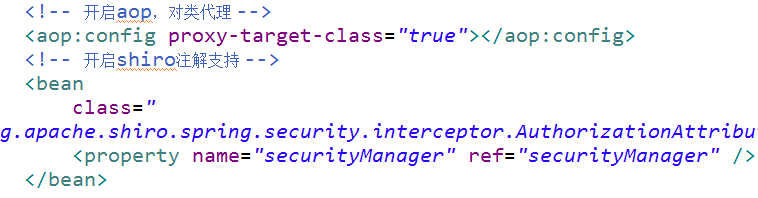 <!-- 开启aop，对类代理 -->
<aop:config proxy-target-class="true"></aop:config>
<!-- 开启shiro注解支持 -->
<bean
class="
g.apache.shiro.spring.security.interceptor.AuthorizationAttribu
<property name="securityManager" ref="securityManager" />
</bean>